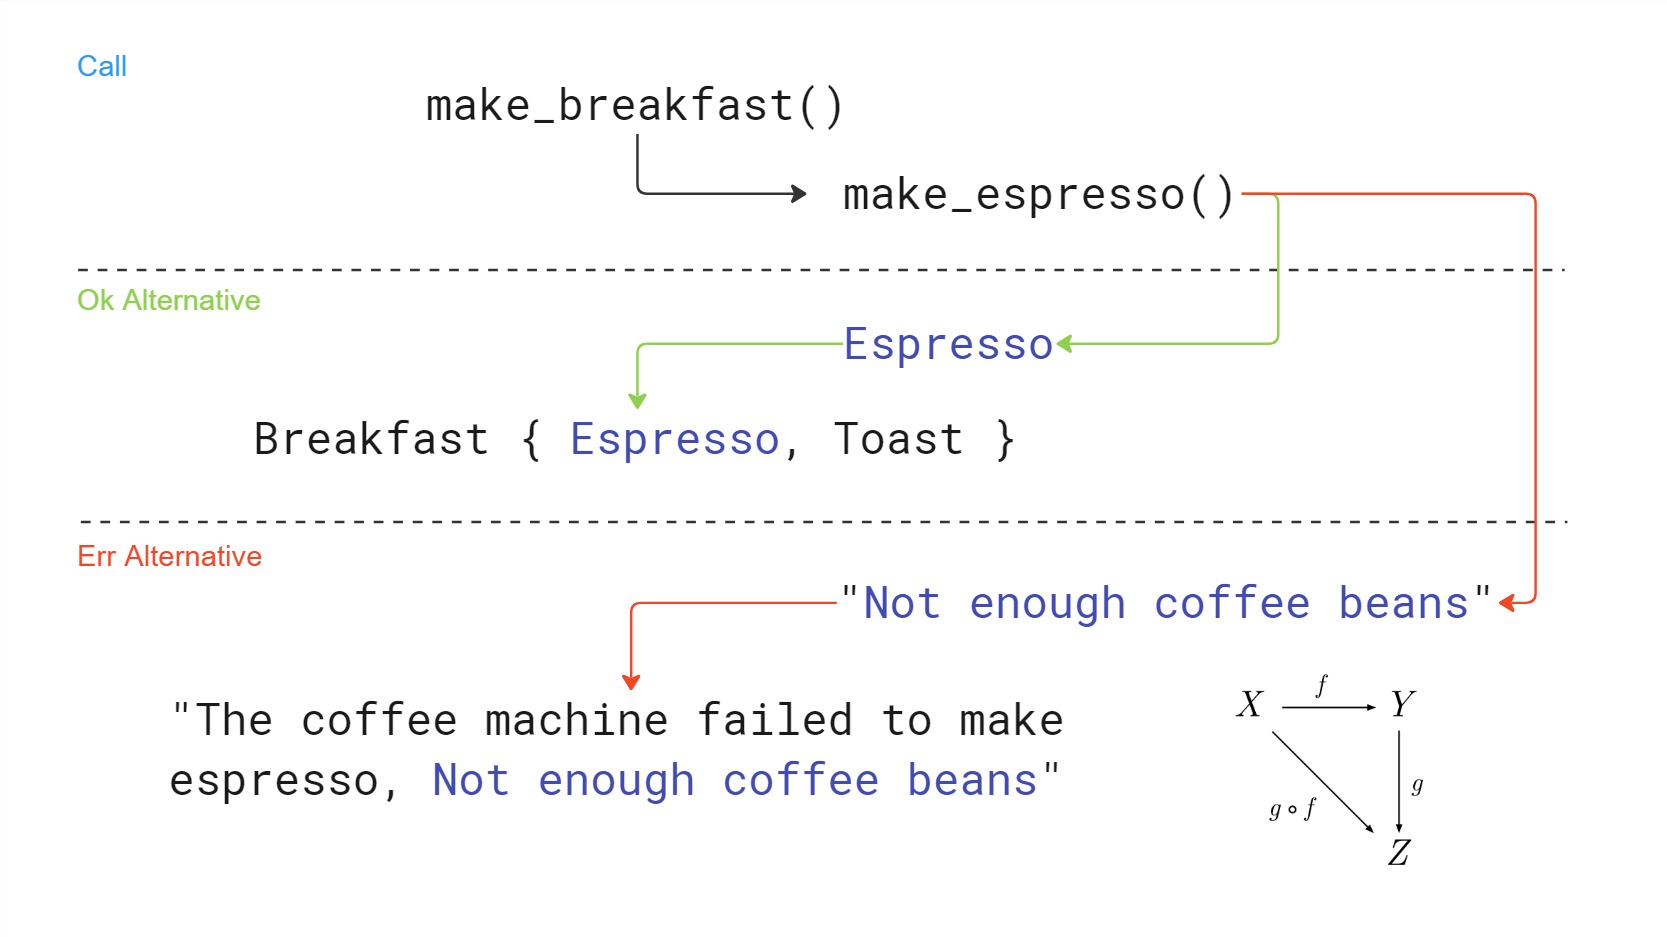 Call
make_breakfast()
make_espresso()
Ok Alternative
Espresso
Breakfast { Espresso, Toast }
Err Alternative
"Not enough coffee beans"
"The coffee machine failed to make
espresso, Not enough coffee beans"
X f Y
g
g ∘ f
Z